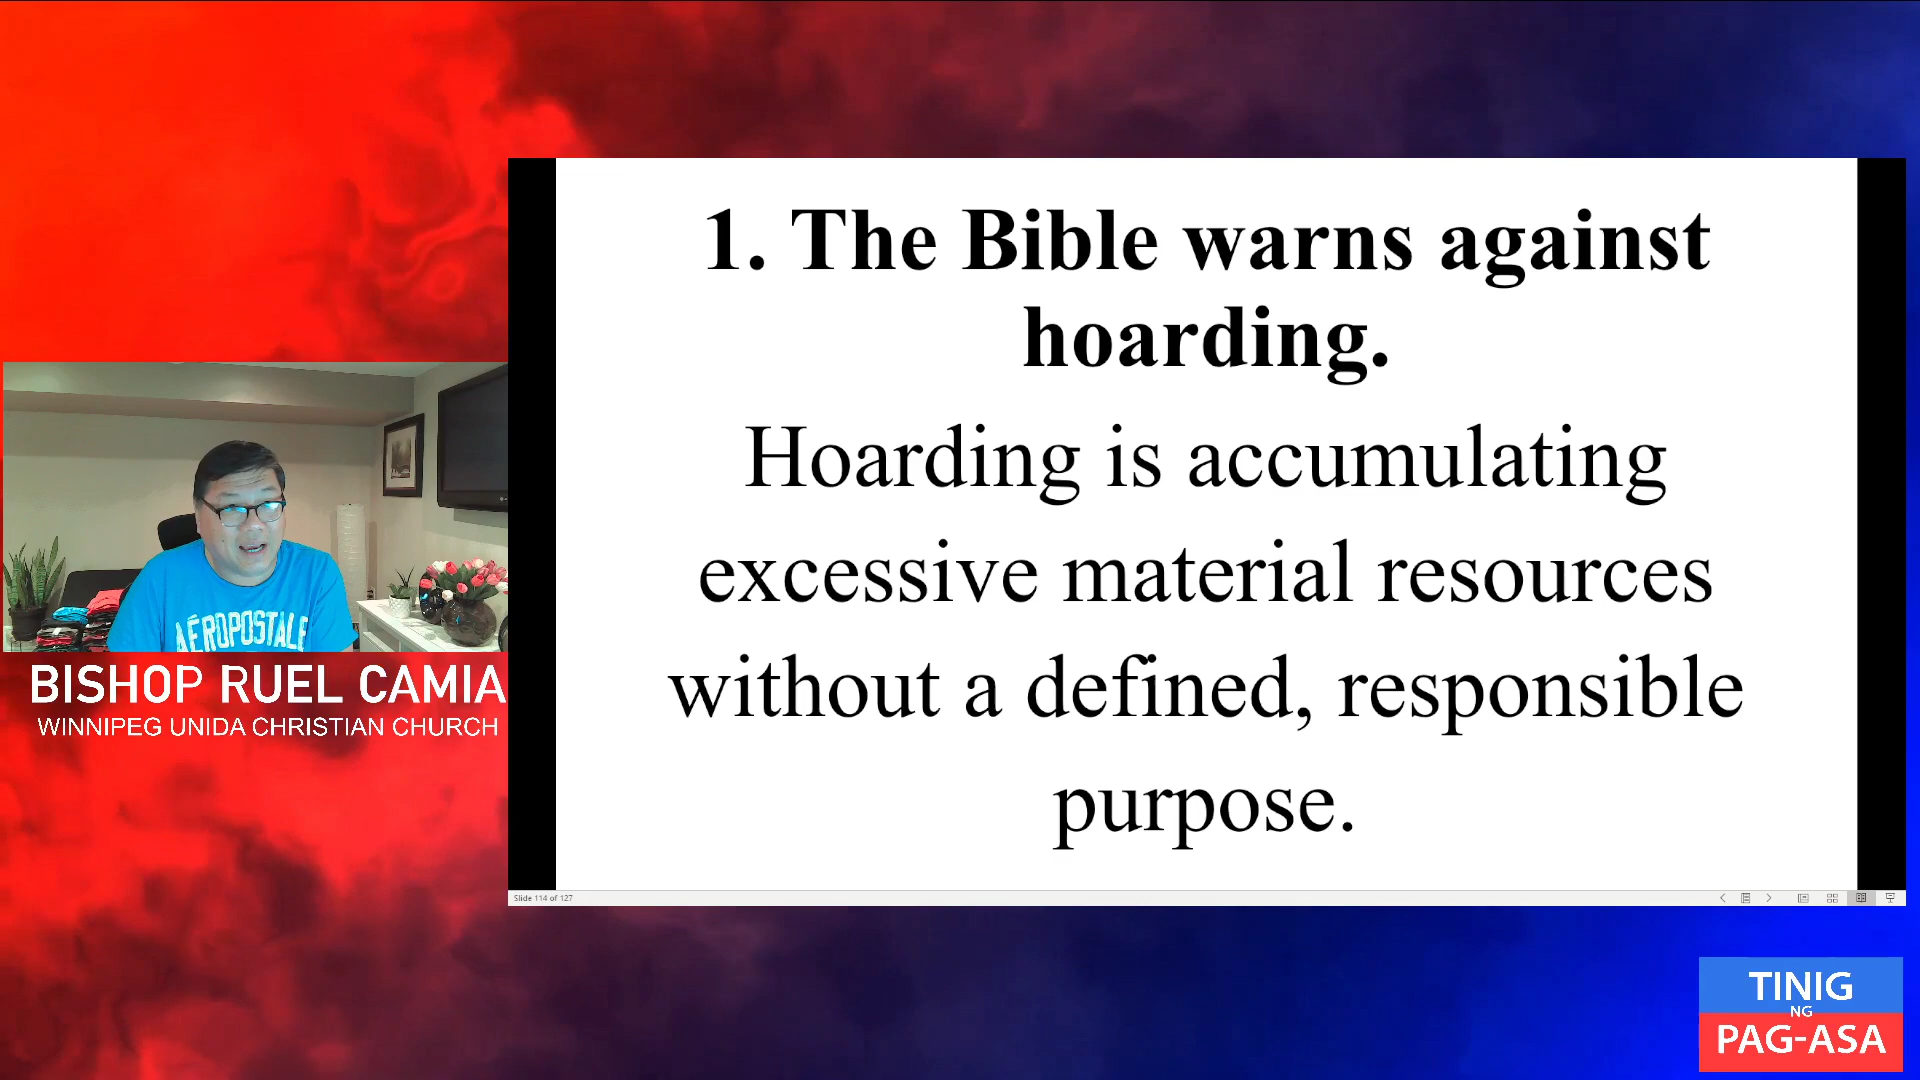 1. The Bible warns against
hoarding.
Hoarding is accumulating
excessive material resources
without a defined, responsible
purpose.
AÉROPOSTALE
BISHOP RUEL CAMIA
WINNIPEG UNIDA CHRISTIAN CHURCH
Slide 114 of 127
TINIG
NG
PAG-ASA